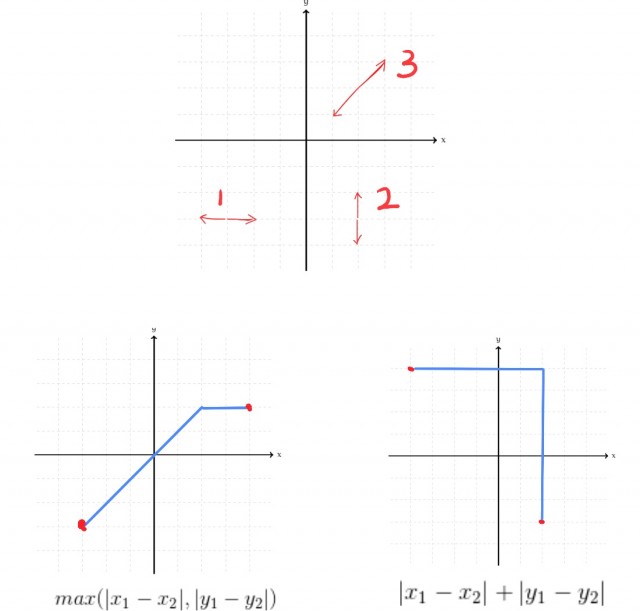 y
3
x
1
2
y
x
y
x
max(|x₁ − x₂|, |y₁ − y₂|)
|x₁ − x₂| + |y₁ − y₂|